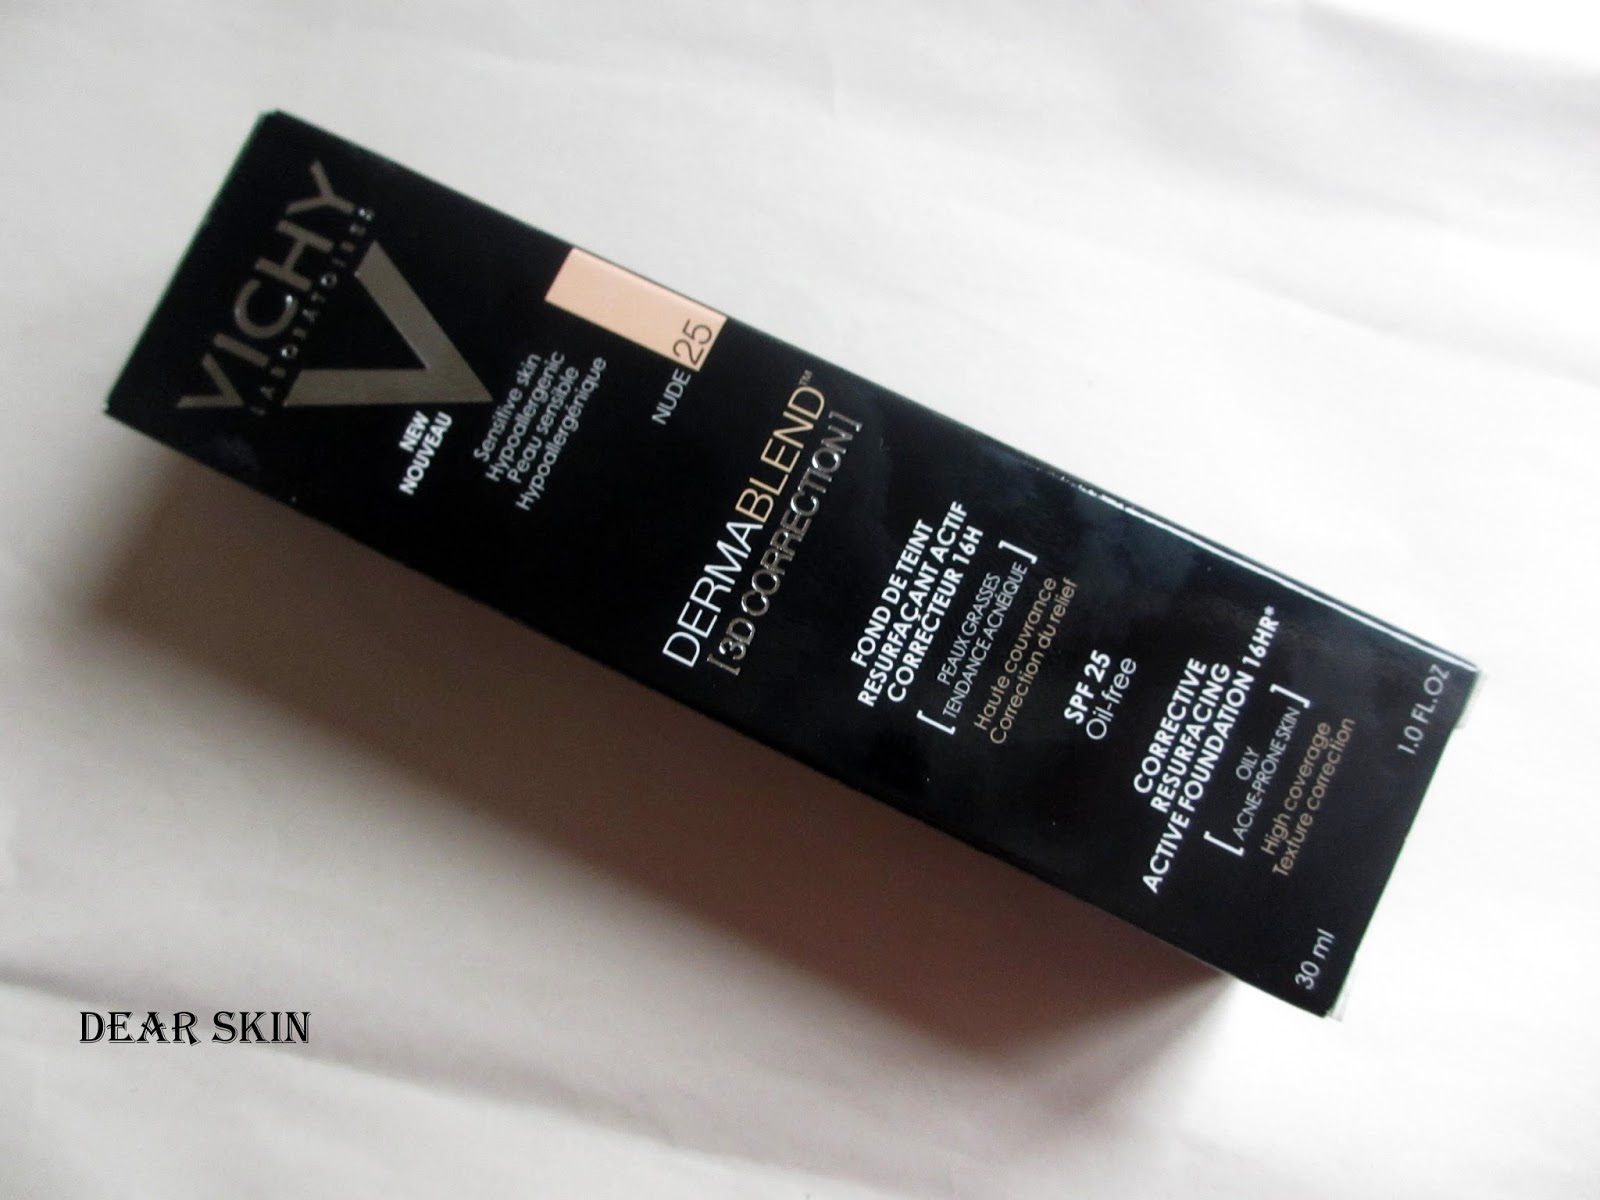 VICHY
LABORATOIRES
NEW
NOUVEAU
Sensitive skin
Hypoallergenic
Peau sensible
Hypoallergénique
NUDE 25
DERMABLEND™
[3D CORRECTION]
FOND DE TEINT
RESURFAÇANT ACTIF
CORRECTEUR 16H
[ PEAUX GRASSES
TENDANCE ACNÉIQUE ]
Haute couvrance
Correction du relief
SPF 25
Oil-free
CORRECTIVE
RESURFACING
ACTIVE FOUNDATION 16HR*
[ OILY
ACNE-PRONE SKIN ]
High coverage
Texture correction
30 ml 1.0 FL.OZ
DEAR SKIN